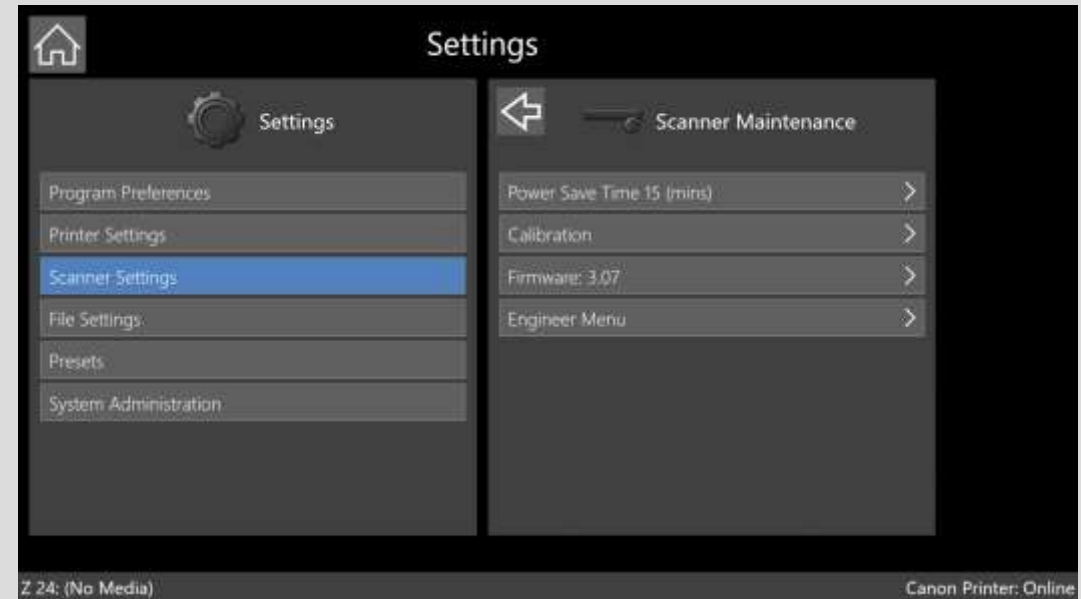 Settings
Settings
Program Preferences
Printer Settings
Scanner Settings
File Settings
Presets
System Administration
Scanner Maintenance
Power Save Time 15 (mins)
Calibration
Firmware: 3.07
Engineer Menu
Z 24: (No Media)
Canon Printer: Online